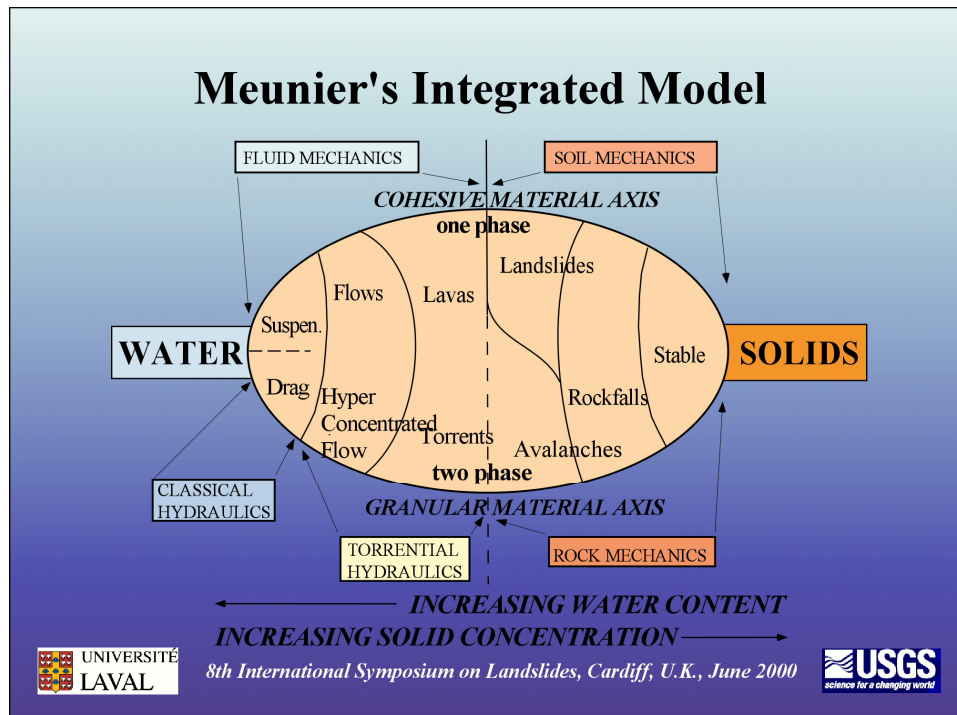 Meunier's Integrated Model
FLUID MECHANICS
SOIL MECHANICS
COHESIVE MATERIAL AXIS
one phase
Landslides
Flows
Lavas
Suspen.
WATER
Stable
SOLIDS
Drag
Hyper
Concentrated
Flow
Rockfalls
Torrents
Avalanches
two phase
CLASSICAL
HYDRAULICS
GRANULAR MATERIAL AXIS
TORRENTIAL
HYDRAULICS
ROCK MECHANICS
INCREASING WATER CONTENT
INCREASING SOLID CONCENTRATION
UNIVERSITÉ
LAVAL
8th International Symposium on Landslides, Cardiff, U.K., June 2000
USGS
science for a changing world